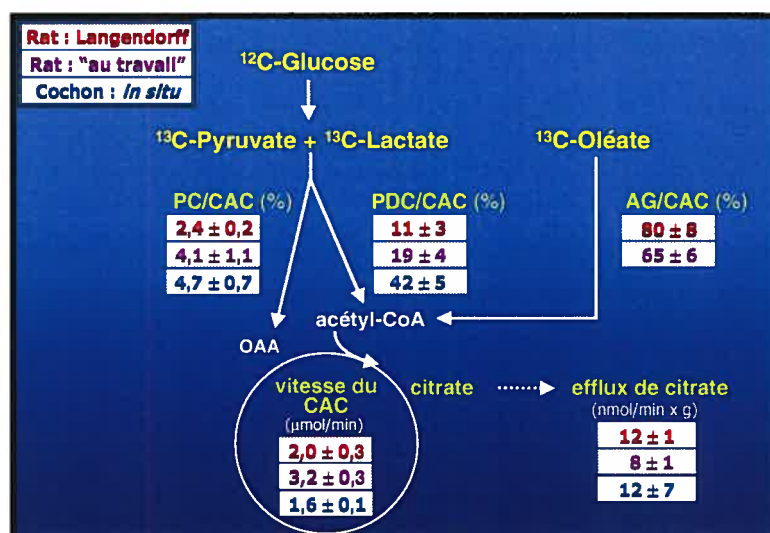 Rat : Langendorff
Rat : "au travail"
Cochon : in situ
¹²C-Glucose
¹³C-Pyruvate + ¹³C-Lactate
¹³C-Oléate
PC/CAC (%)
2,4 ± 0,2
4,1 ± 1,1
4,7 ± 0,7
PDC/CAC (%)
11 ± 3
19 ± 4
42 ± 5
AG/CAC (%)
80 ± 8
65 ± 6
acétyl-CoA
OAA
vitesse du
CAC
(µmol/min)
2,0 ± 0,3
3,2 ± 0,3
1,6 ± 0,1
citrate
efflux de citrate
(nmol/min x g)
12 ± 1
8 ± 1
12 ± 7